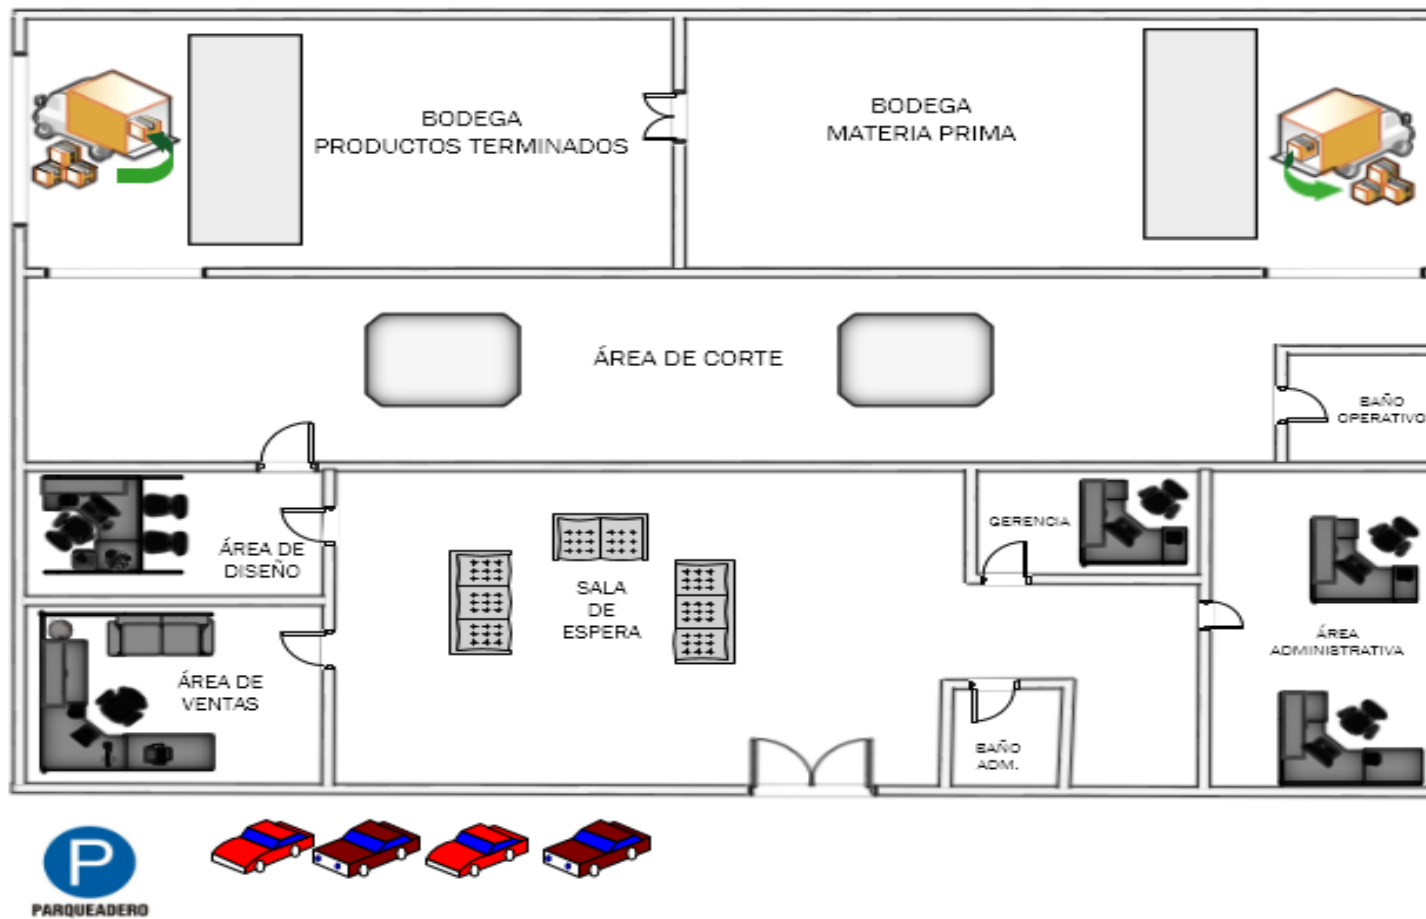 BODEGA
PRODUCTOS TERMINADOS
BODEGA
MATERIA PRIMA
ÁREA DE CORTE
BAÑO
OPERATIVO
ÁREA DE
DISEÑO
SALA
DE
ESPERA
GERENCIA
ÁREA
ADMINISTRATIVA
ÁREA DE
VENTAS
BAÑO
ADM.
P
PARQUEADERO